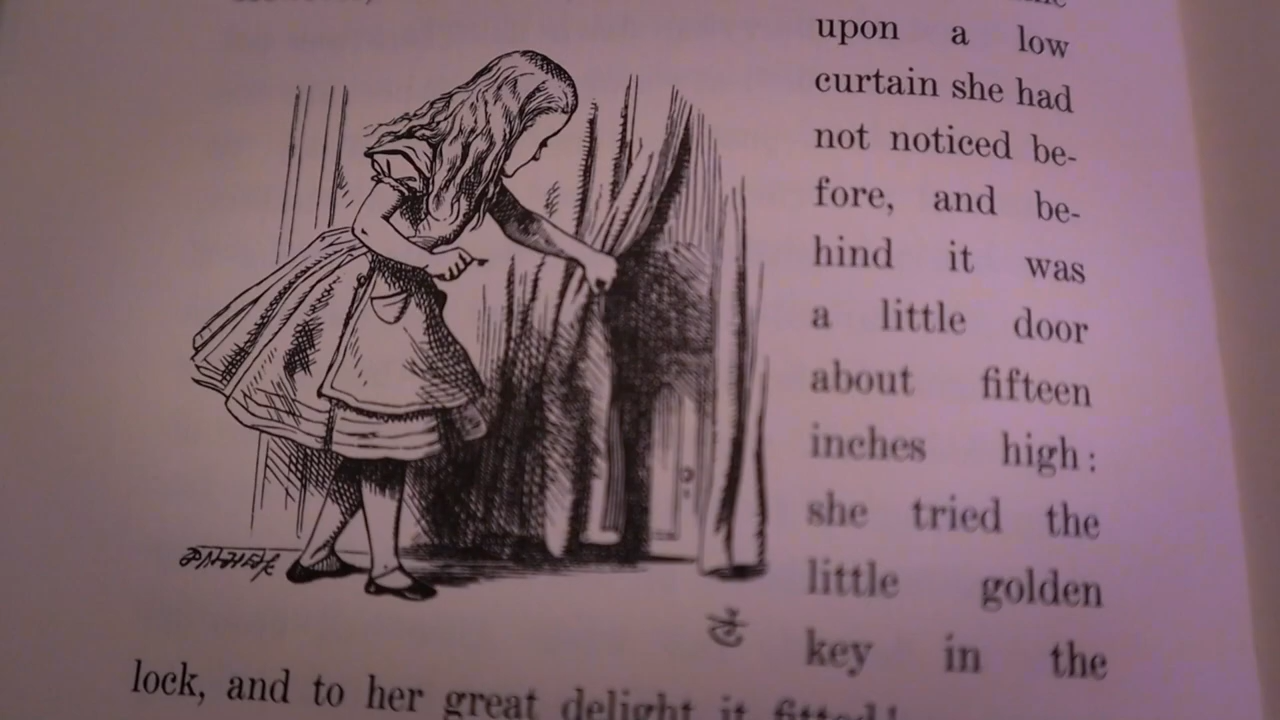 upon a low
curtain she had
not noticed be-
fore, and be-
hind it was
a little door
about fifteen
inches high:
she tried the
little golden
key in the
lock, and to her great delight it fitted!